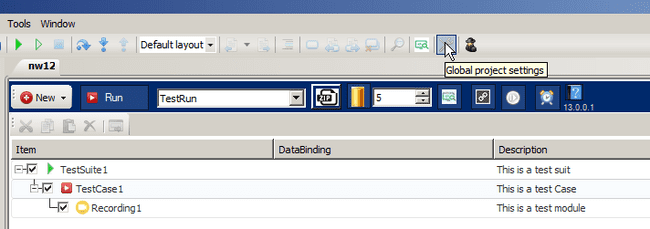 Tools Window
Default layout
nw12
Global project settings
New Run TestRun ZIP 5 ?
13.0.0.1
Item DataBinding Description
TestSuite1 This is a test suit
TestCase1 This is a test Case
Recording1 This is a test module